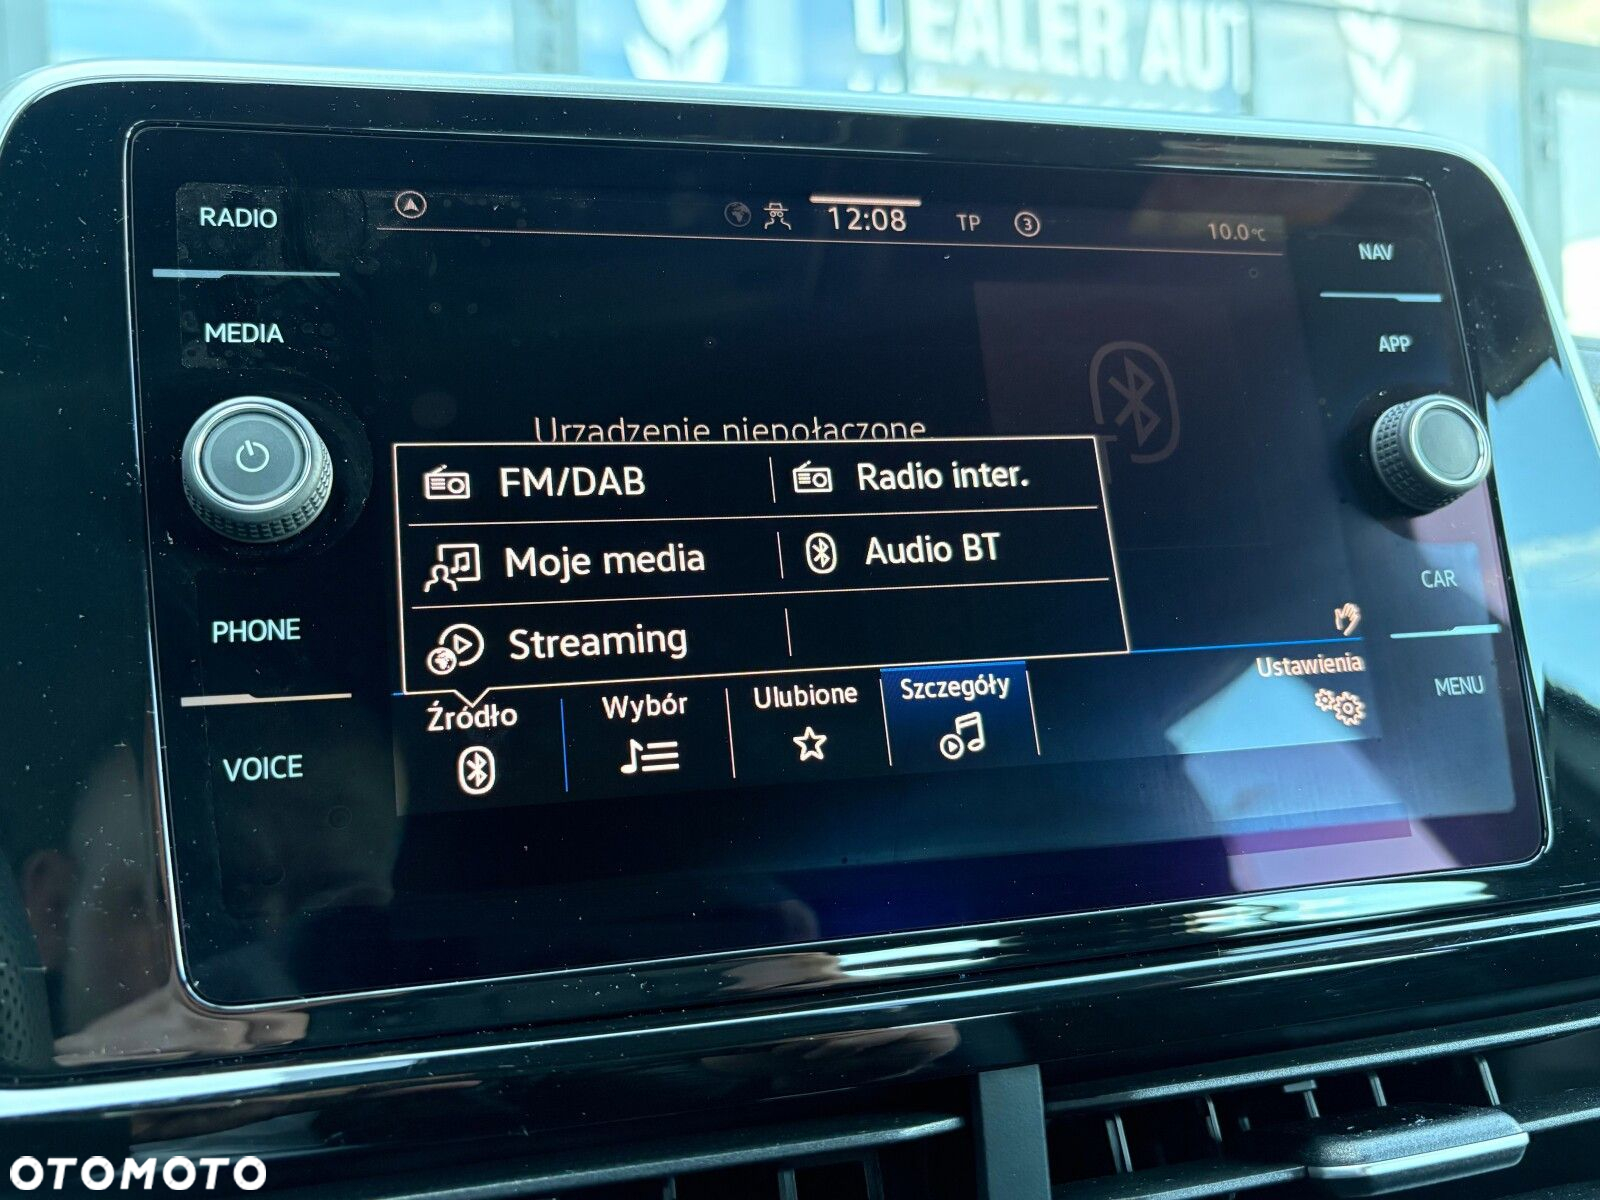 DEALER AUT
RADIO
MEDIA
PHONE
VOICE
12:08
TP
3
10.0°C
NAV
APP
CAR
MENU
Urządzenie niepołączone.
FM/DAB
Radio inter.
Moje media
Audio BT
Streaming
Źródło
Wybór
Ulubione
Szczegóły
Ustawienia
OTOMOTO